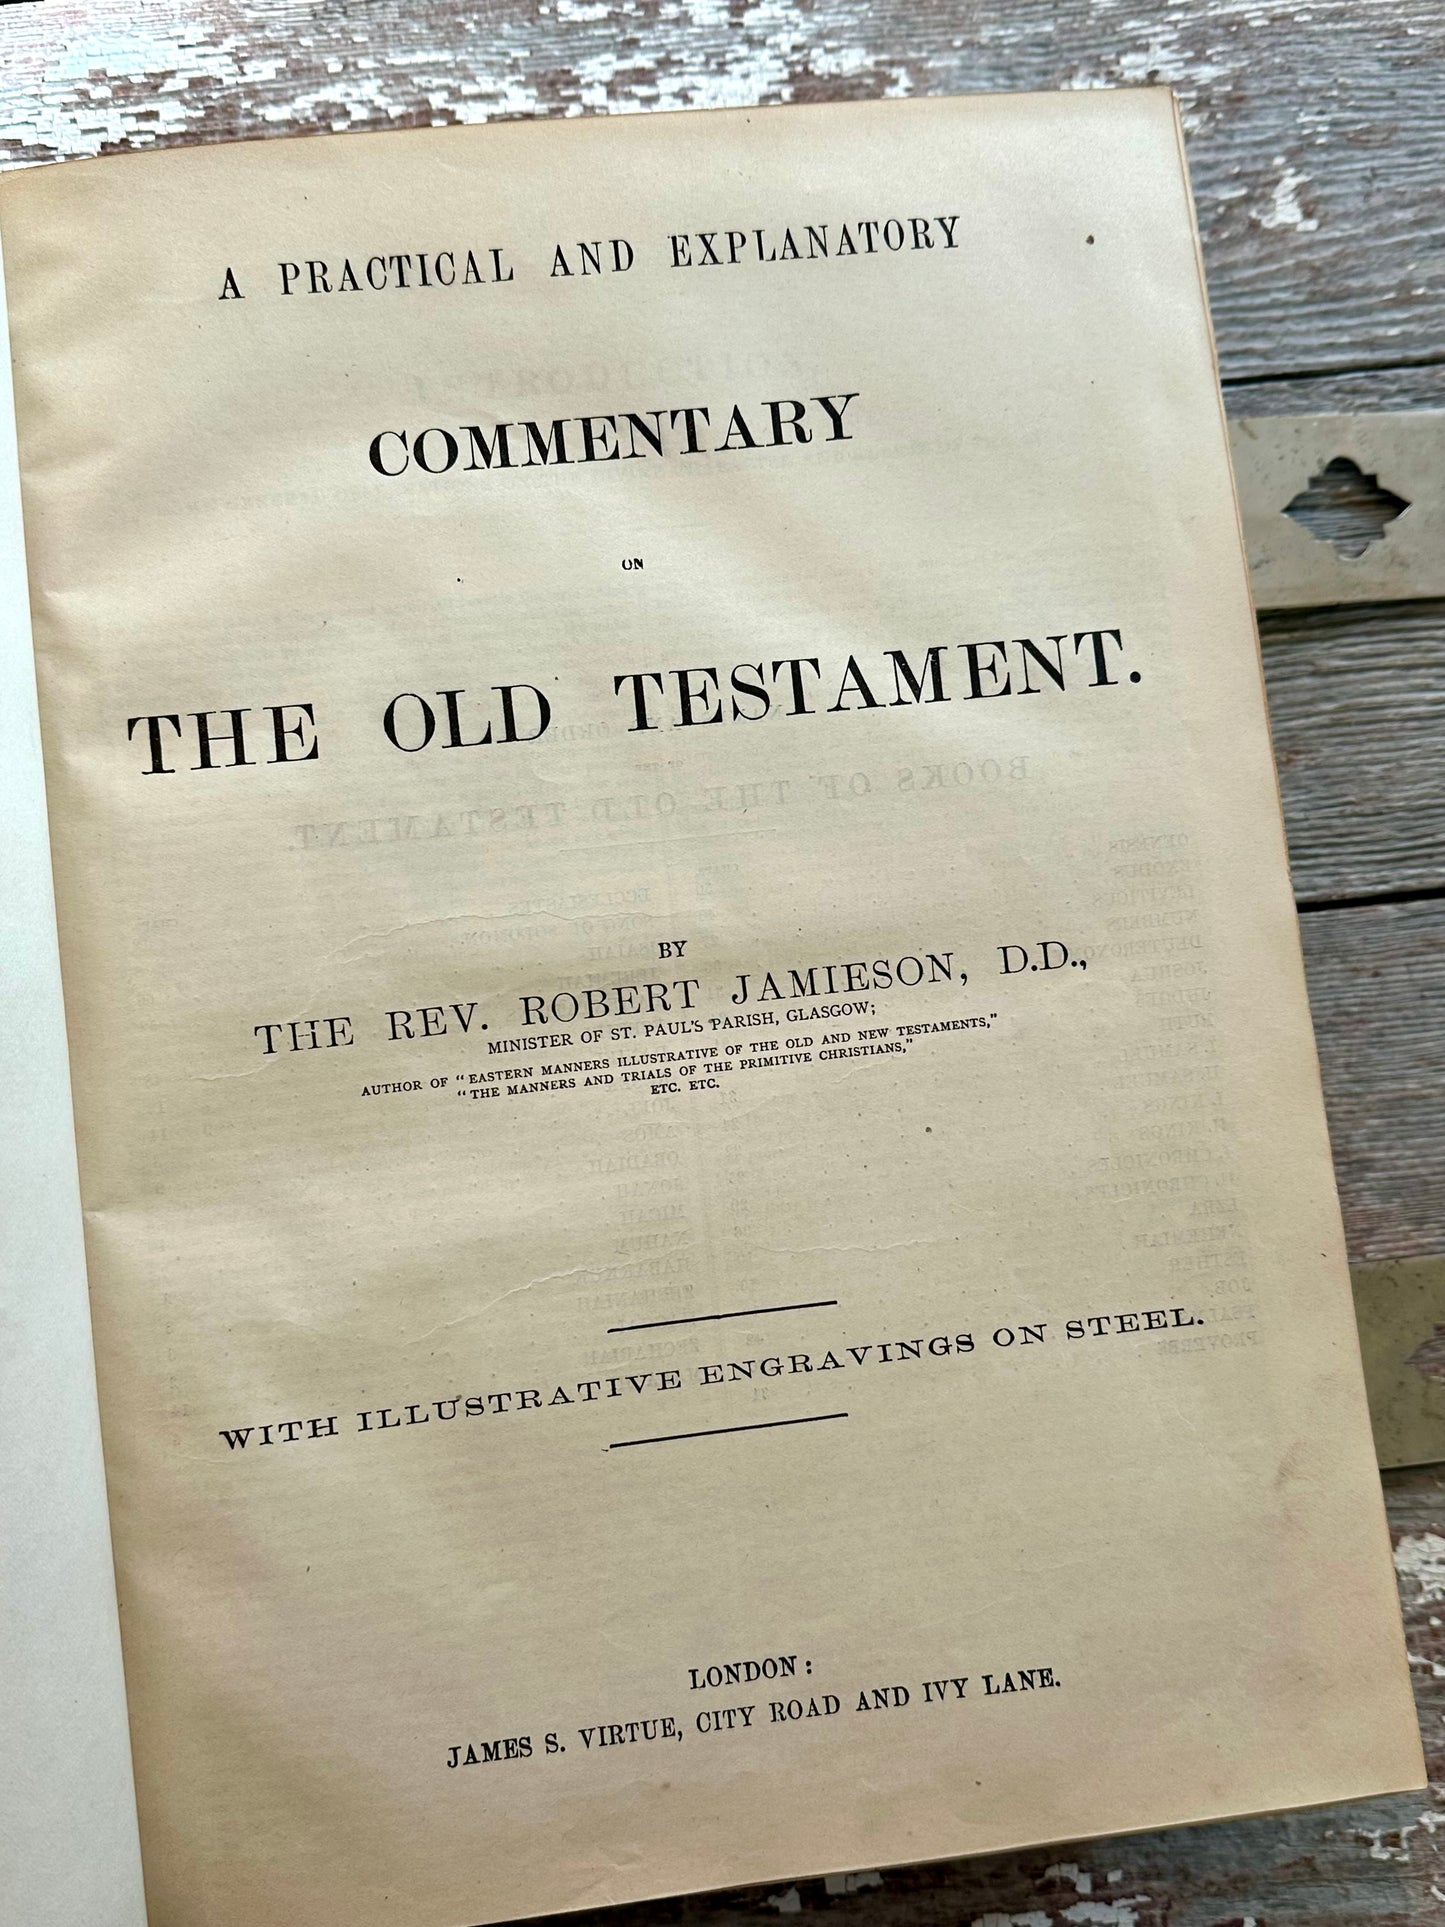 A PRACTICAL AND EXPLANATORY
COMMENTARY
ON
THE OLD TESTAMENT.
BY
THE REV. ROBERT JAMIESON, D.D.,
MINISTER OF ST. PAUL'S PARISH, GLASGOW;
AUTHOR OF "EASTERN MANNERS ILLUSTRATIVE OF THE OLD AND NEW TESTAMENTS,"
"THE MANNERS AND TRIALS OF THE PRIMITIVE CHRISTIANS,"
ETC. ETC.
WITH ILLUSTRATIVE ENGRAVINGS ON STEEL.
LONDON:
JAMES S. VIRTUE, CITY ROAD AND IVY LANE.